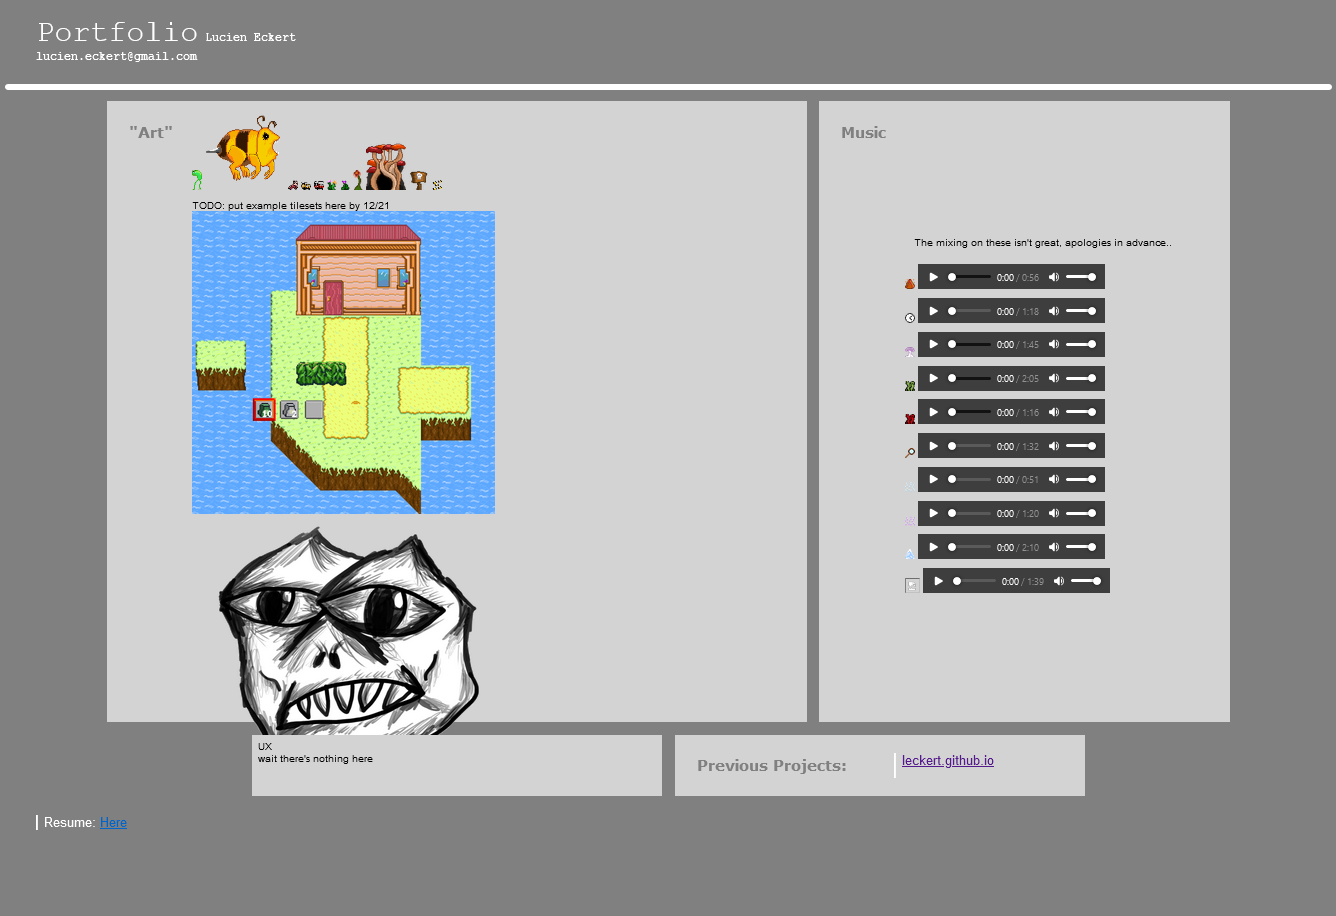 Portfolio Lucien Eckert
lucien.eckert@gmail.com
"Art"
TODO: put example tilesets here by 12/21
Music
The mixing on these isn't great, apologies in advance..
0:00 / 0:56
0:00 / 1:18
0:00 / 1:45
0:00 / 2:05
0:00 / 1:16
0:00 / 1:32
0:00 / 0:51
0:00 / 1:20
0:00 / 2:10
0:00 / 1:39
UX
wait there's nothing here
Previous Projects:
leckert.github.io
Resume: Here